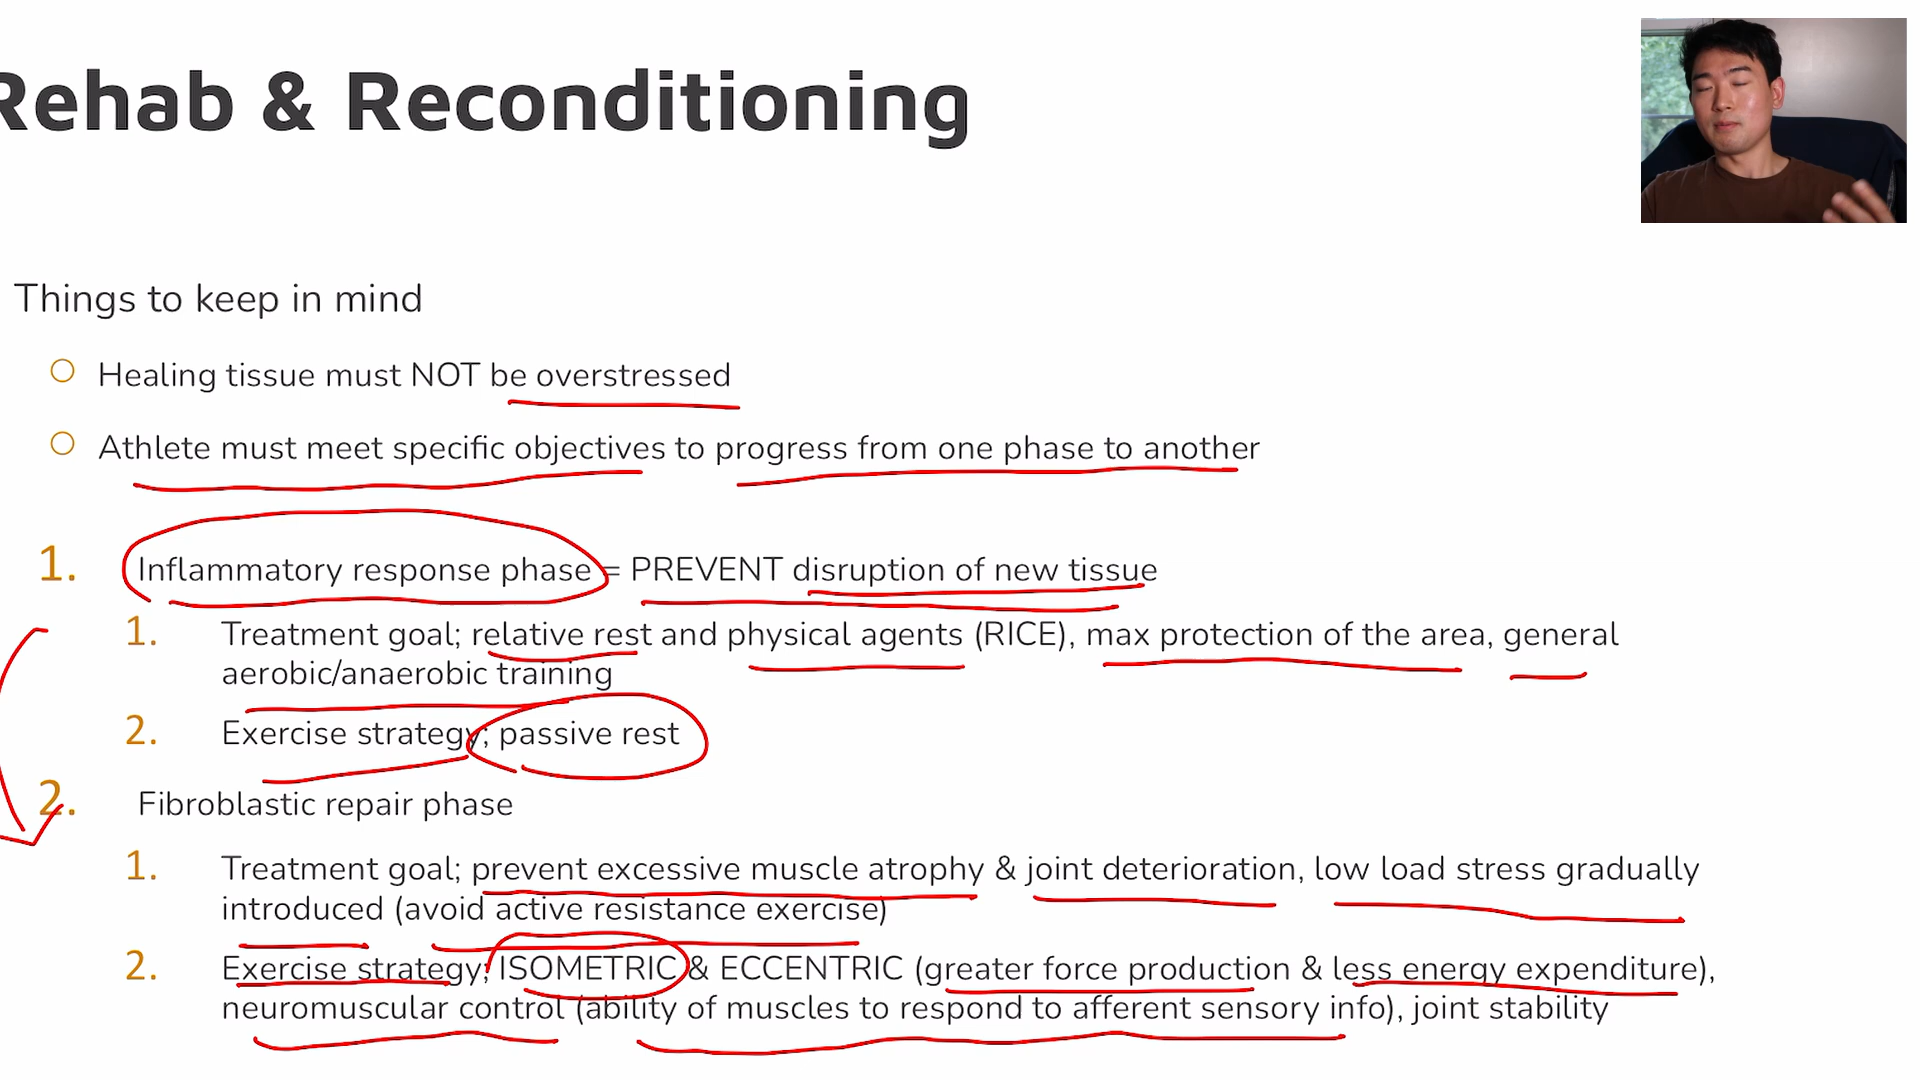 Rehab & Reconditioning
Things to keep in mind
Healing tissue must NOT be overstressed
Athlete must meet specific objectives to progress from one phase to another
1. Inflammatory response phase = PREVENT disruption of new tissue
1. Treatment goal; relative rest and physical agents (RICE), max protection of the area, general
aerobic/anaerobic training
2. Exercise strategy; passive rest
2. Fibroblastic repair phase
1. Treatment goal; prevent excessive muscle atrophy & joint deterioration, low load stress gradually
introduced (avoid active resistance exercise)
2. Exercise strategy; ISOMETRIC & ECCENTRIC (greater force production & less energy expenditure),
neuromuscular control (ability of muscles to respond to afferent sensory info), joint stability